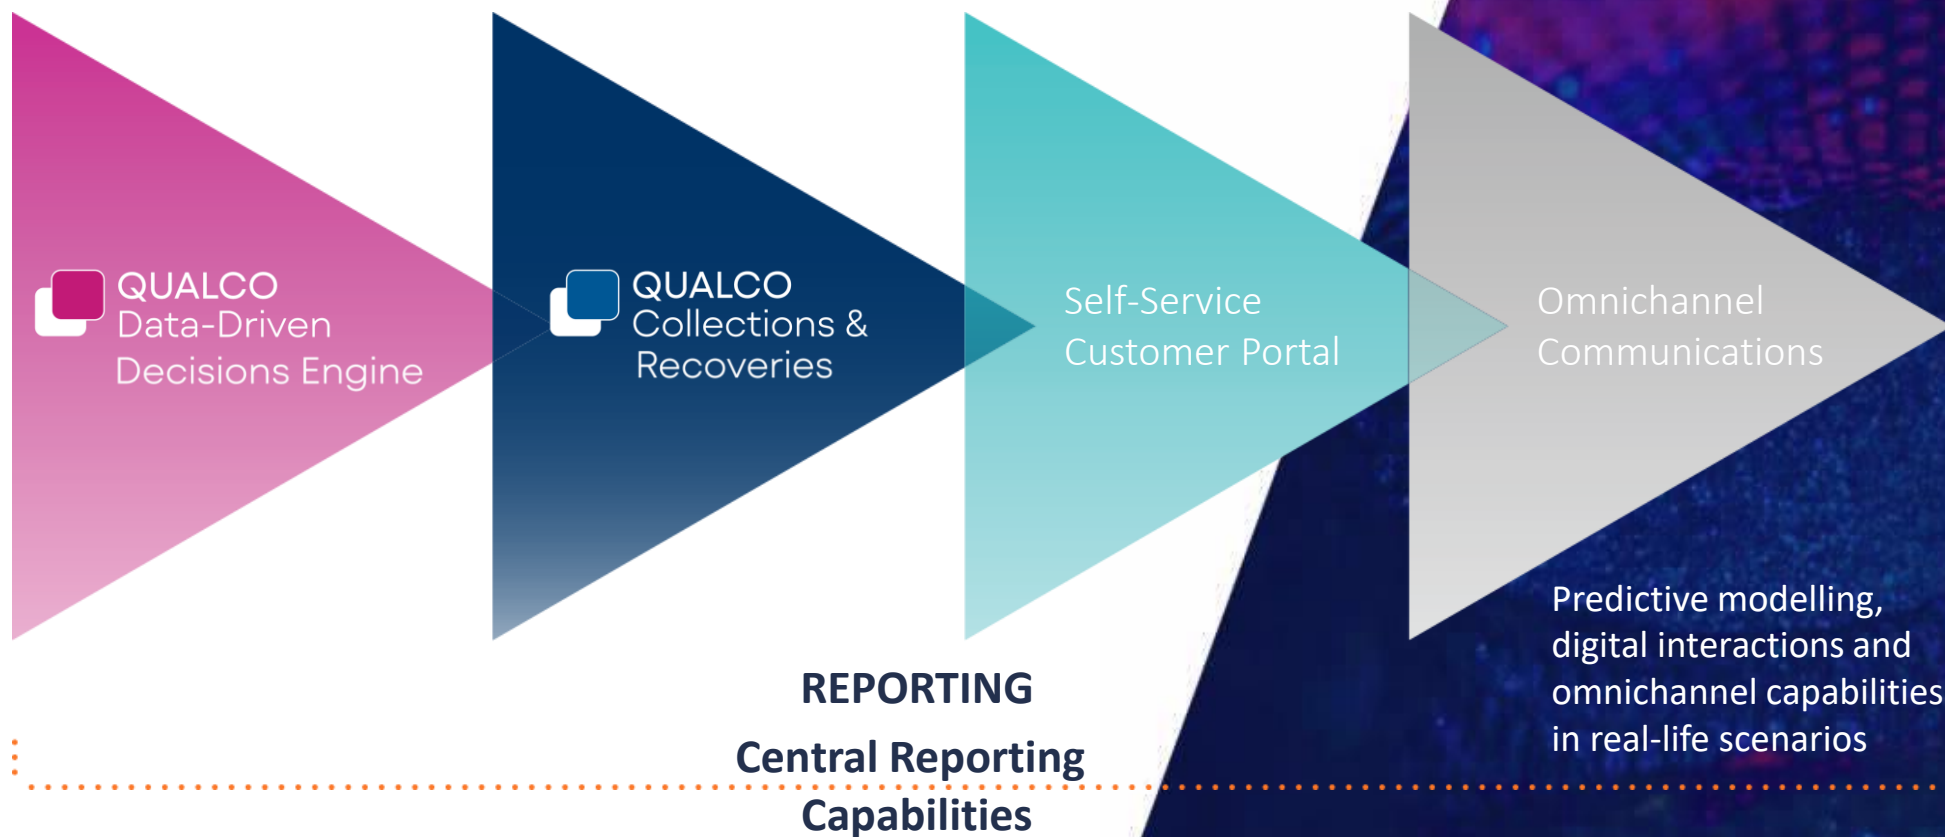 QUALCO
Data-Driven
Decisions Engine
QUALCO
Collections &
Recoveries
Self-Service
Customer Portal
Omnichannel
Communications
Predictive modelling,
digital interactions and
omnichannel capabilities
in real-life scenarios
REPORTING
Central Reporting
Capabilities